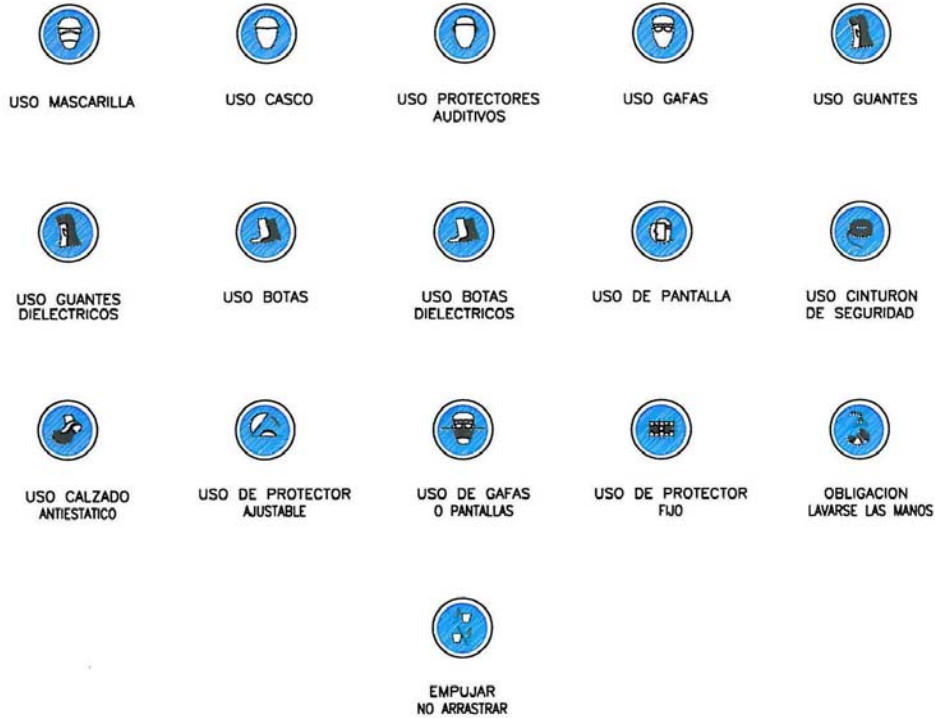 USO MASCARILLA
USO CASCO
USO PROTECTORES
AUDITIVOS
USO GAFAS
USO GUANTES
USO GUANTES
DIELECTRICOS
USO BOTAS
USO BOTAS
DIELECTRICOS
USO DE PANTALLA
USO CINTURON
DE SEGURIDAD
USO CALZADO
ANTIESTATICO
USO DE PROTECTOR
AJUSTABLE
USO DE GAFAS
O PANTALLAS
USO DE PROTECTOR
FIJO
OBLIGACION
LAVARSE LAS MANOS
EMPUJAR
NO ARRASTRAR